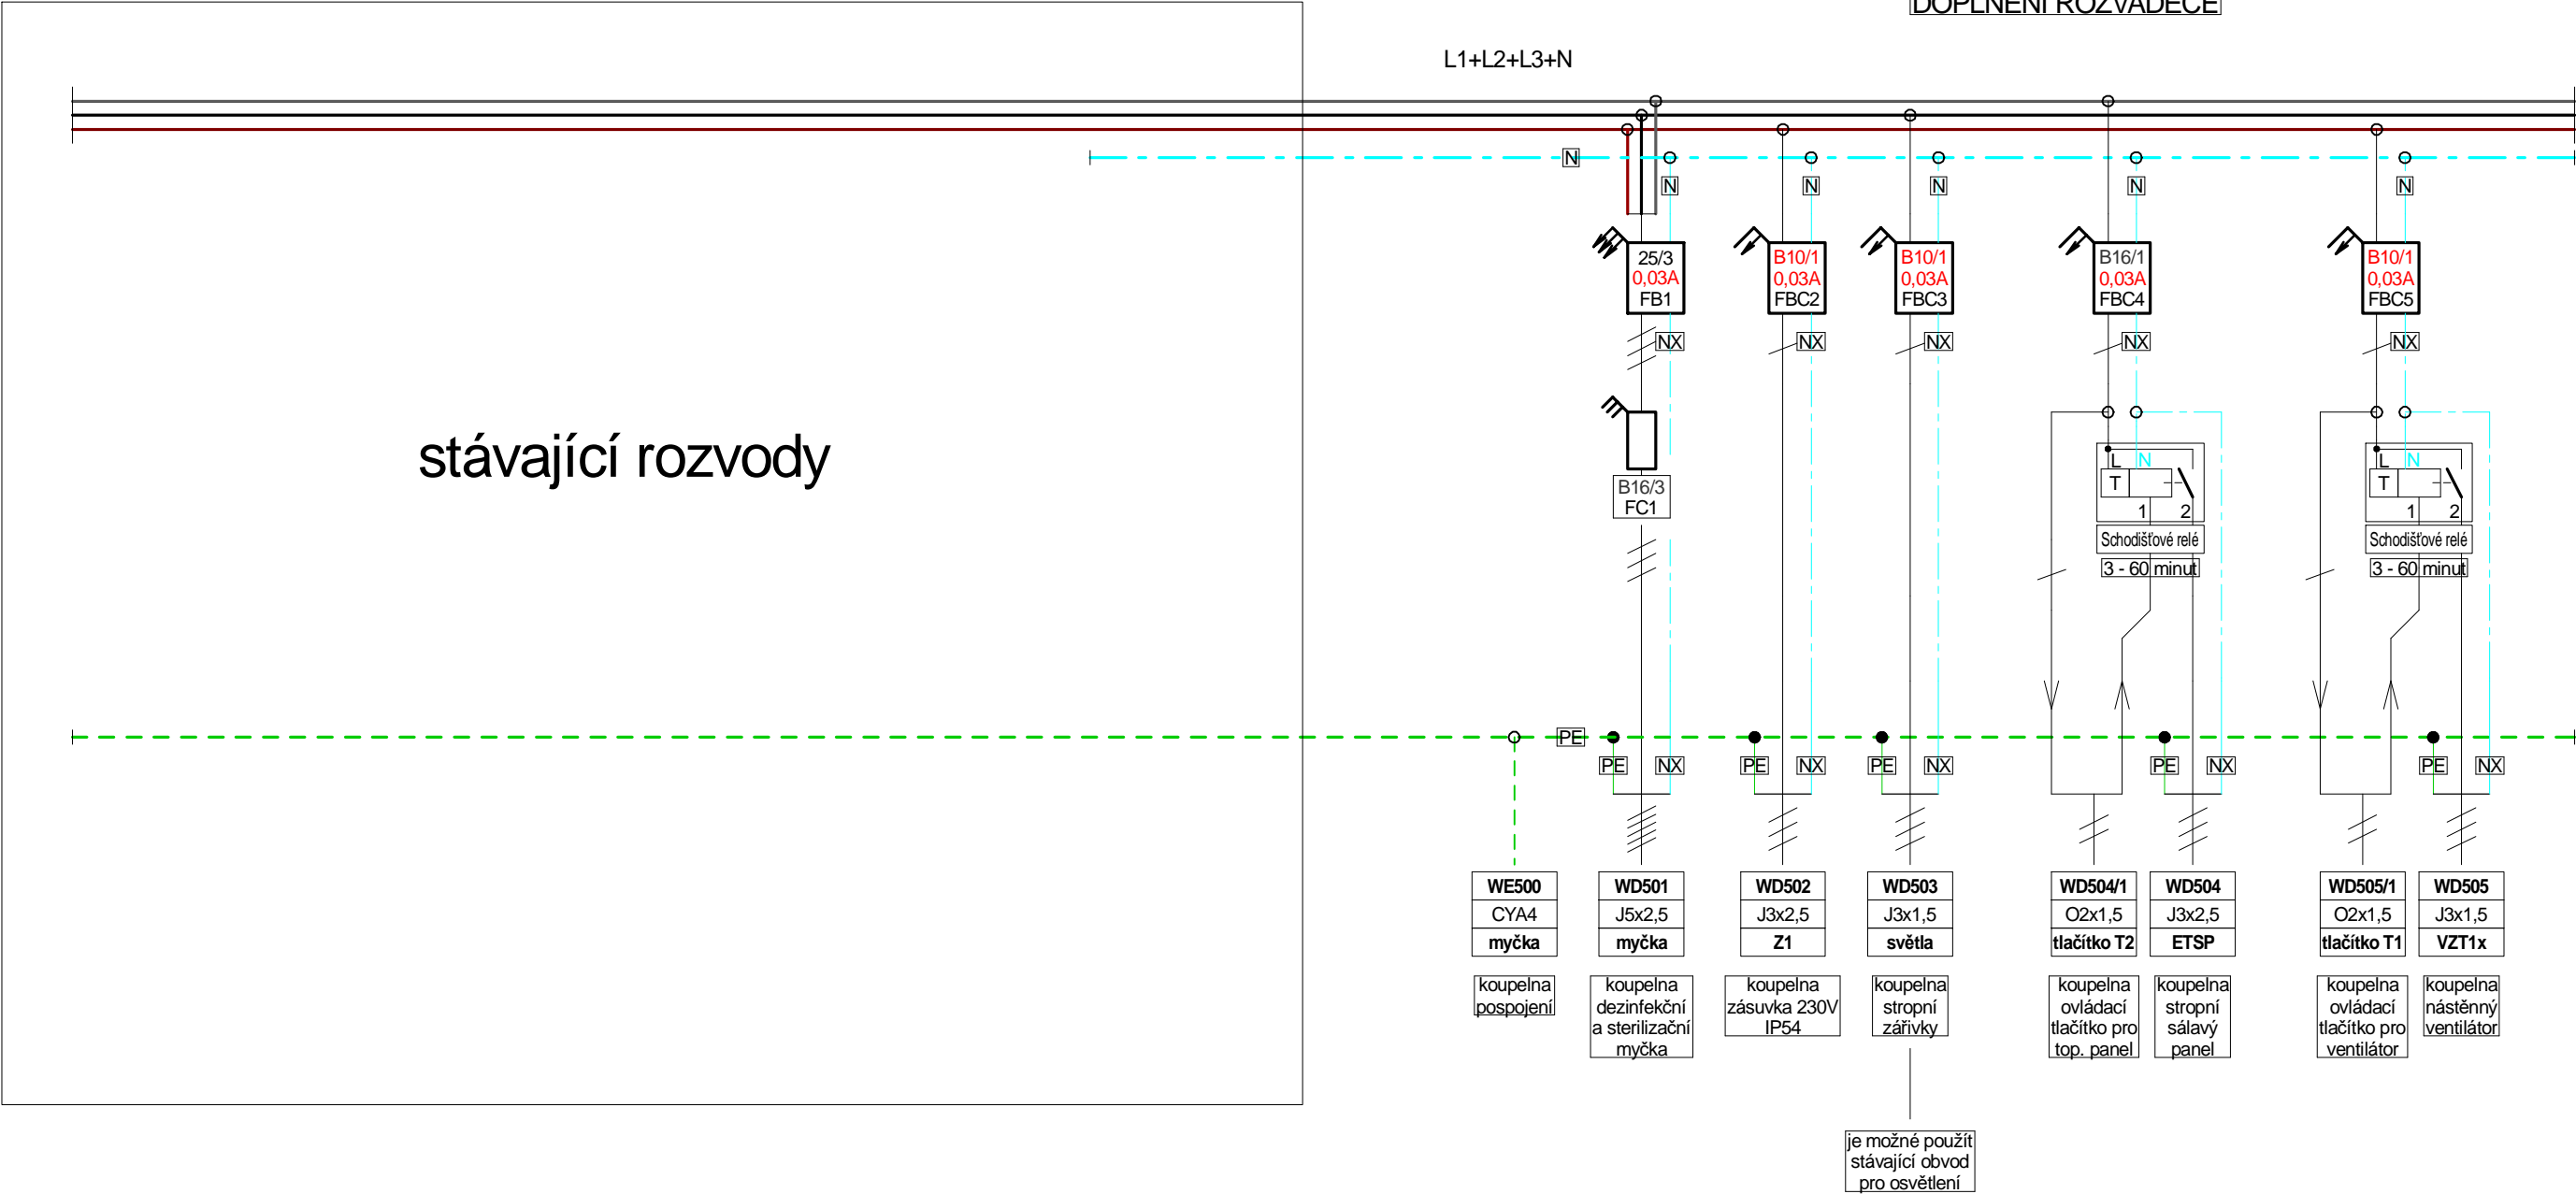 DOPLNĚNÍ ROZVADĚČE
L1+L2+L3+N
N
N
N
N
N
N
25/3
0,03A
FB1
B10/1
0,03A
FBC2
B10/1
0,03A
FBC3
B16/1
0,03A
FBC4
B10/1
0,03A
FBC5
NX
NX
NX
NX
NX
stávající rozvody
B16/3
FC1
L N
T
1 2
Schodišťové relé
3 - 60 minut
L N
T
1 2
Schodišťové relé
3 - 60 minut
PE
PE
NX
PE
NX
PE
NX
PE
NX
PE
NX
WE500
CYA4
myčka
koupelna
pospojení
WD501
J5x2,5
myčka
koupelna
dezinfekční
a sterilizační
myčka
WD502
J3x2,5
Z1
koupelna
zásuvka 230V
IP54
WD503
J3x1,5
světla
koupelna
stropní
zářivky
je možné použít
stávající obvod
pro osvětlení
WD504/1
O2x1,5
tlačítko T2
koupelna
ovládací
tlačítko pro
top. panel
WD504
J3x2,5
ETSP
koupelna
stropní
sálavý
panel
WD505/1
O2x1,5
tlačítko T1
koupelna
ovládací
tlačítko pro
ventilátor
WD505
J3x1,5
VZT1x
koupelna
nástěnný
ventilátor